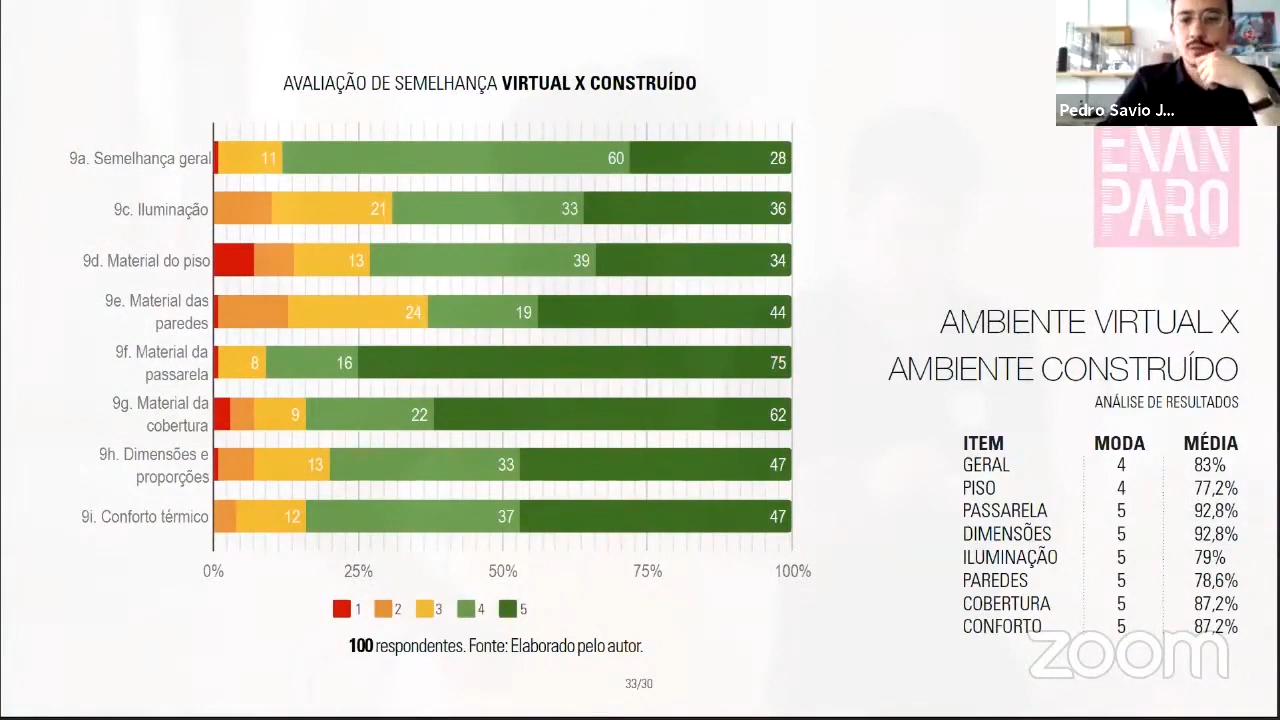 AVALIAÇÃO DE SEMELHANÇA VIRTUAL X CONSTRUÍDO
9a. Semelhança geral 11 60 28
9c. Iluminação 21 33 36
9d. Material do piso 13 39 34
9e. Material das
paredes 24 19 44
9f. Material da
passarela 8 16 75
9g. Material da
cobertura 9 22 62
9h. Dimensões e
proporções 13 33 47
9i. Conforto térmico 12 37 47
0% 25% 50% 75% 100%
1 2 3 4 5
100 respondentes. Fonte: Elaborado pelo autor.
33/30
Pedro Savio J...
ENAN
PARQ
AMBIENTE VIRTUAL X
AMBIENTE CONSTRUÍDO
ANÁLISE DE RESULTADOS
ITEM MODA MÉDIA
GERAL 4 83%
PISO 4 77,2%
PASSARELA 5 92,8%
DIMENSÕES 5 92,8%
ILUMINAÇÃO 5 79%
PAREDES 5 78,6%
COBERTURA 5 87,2%
CONFORTO 5 87,2%
zoom